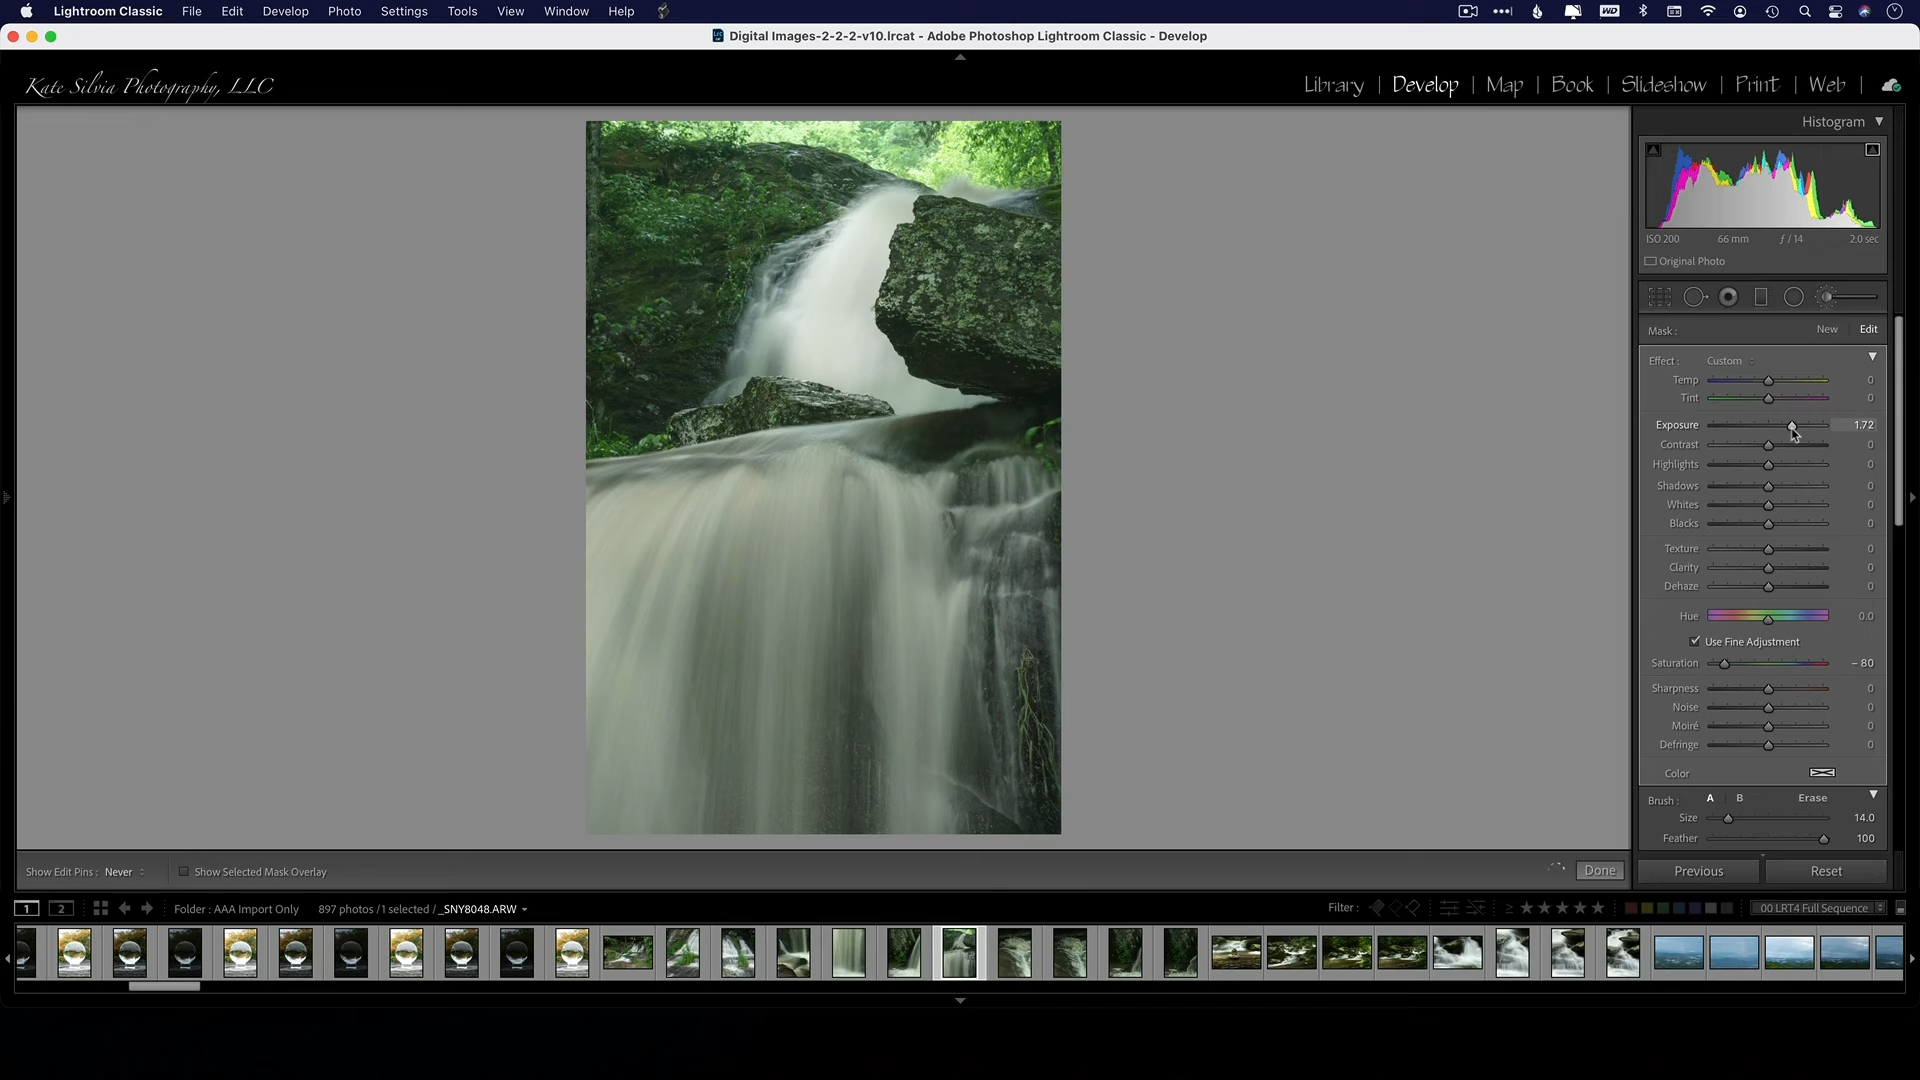 Lightroom Classic File Edit Develop Photo Settings Tools View Window Help
WD
Digital Images-2-2-2-v10.lrcat - Adobe Photoshop Lightroom Classic - Develop
Kate Silvia Photography, LLC
Library | Develop | Map | Book | Slideshow | Print | Web |
Histogram
ISO 200 66 mm ƒ / 14 2.0 sec
Original Photo
Mask : New Edit
Effect : Custom
Temp 0
Tint 0
Exposure 1.72
Contrast 0
Highlights 0
Shadows 0
Whites 0
Blacks 0
Texture 0
Clarity 0
Dehaze 0
Hue 0.0
Use Fine Adjustment
Saturation – 80
Sharpness 0
Noise 0
Moiré 0
Defringe 0
Color
Brush : A B Erase
Size 14.0
Feather 100
Show Edit Pins : Never Show Selected Mask Overlay Done
Previous Reset
1 2 Folder : AAA Import Only 897 photos /1 selected /_SNY8048.ARW Filter : ≥ 00 LRT4 Full Sequence